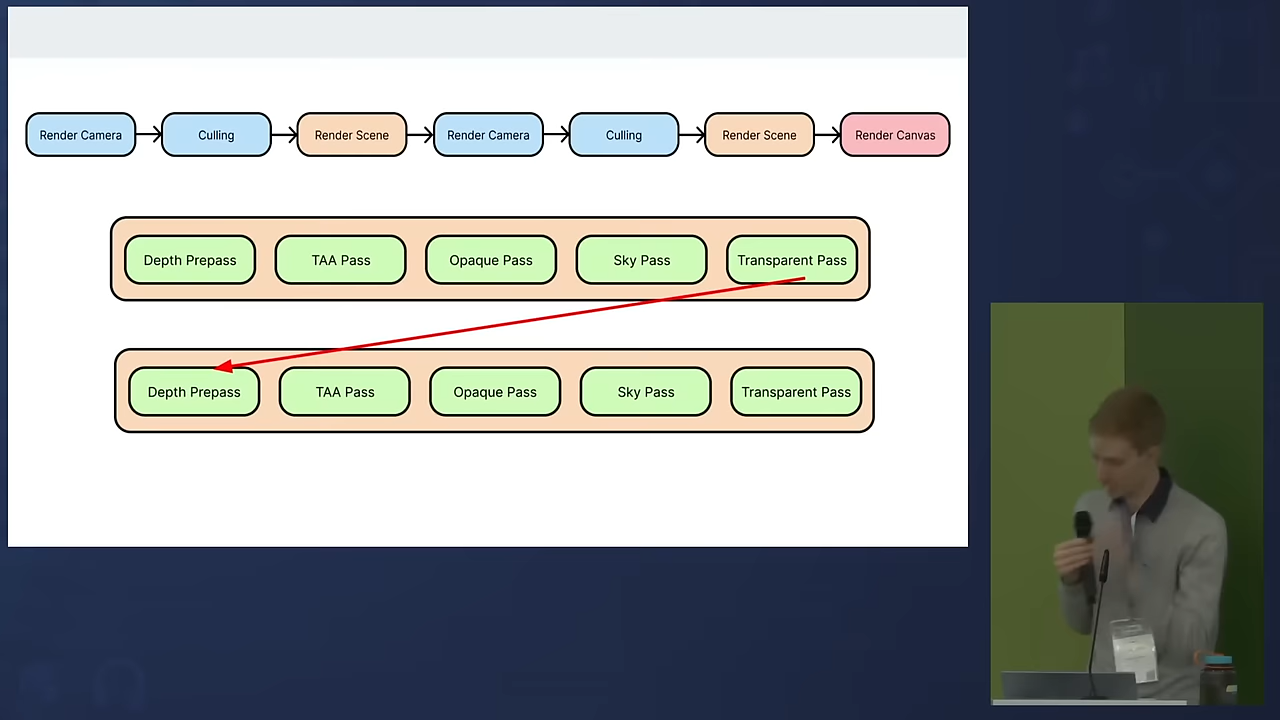 Render Camera
Culling
Render Scene
Render Camera
Culling
Render Scene
Render Canvas
Depth Prepass
TAA Pass
Opaque Pass
Sky Pass
Transparent Pass
Depth Prepass
TAA Pass
Opaque Pass
Sky Pass
Transparent Pass